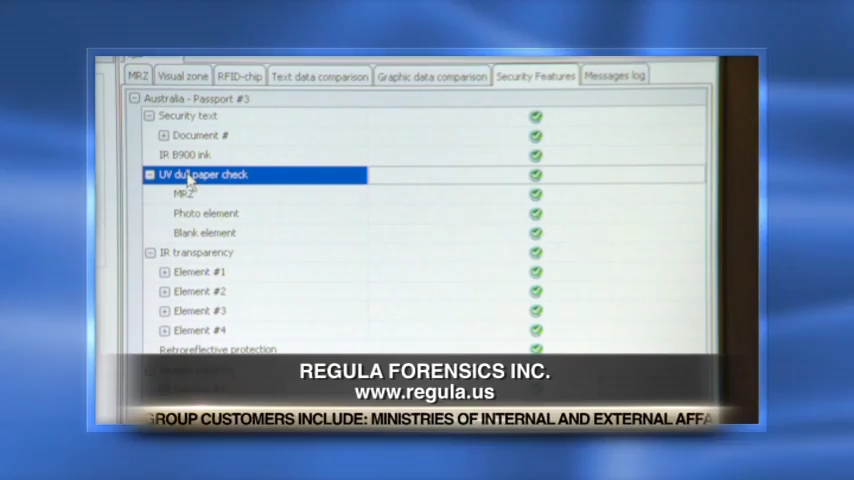 MRZ Visual zone RFID-chip Text data comparison Graphic data comparison Security Features Messages log
Australia - Passport #3
Security text
Document #
IR B900 ink
UV dull paper check
MRZ
Photo element
Blank element
IR transparency
Element #1
Element #2
Element #3
Element #4
Retroreflective protection
REGULA FORENSICS INC.
www.regula.us
GROUP CUSTOMERS INCLUDE: MINISTRIES OF INTERNAL AND EXTERNAL AFFA